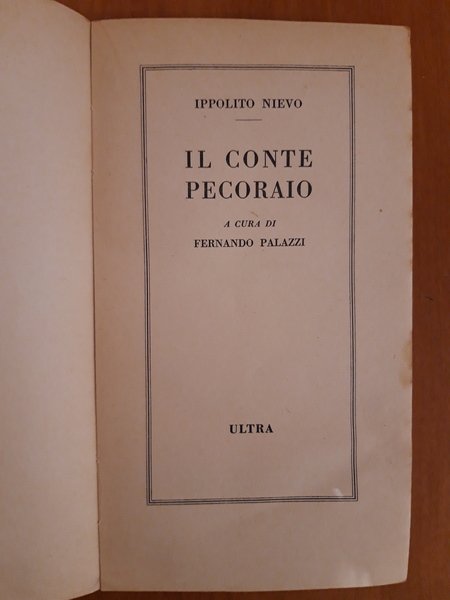 IPPOLITO NIEVO
IL CONTE
PECORAIO
A CURA DI
FERNANDO PALAZZI
ULTRA